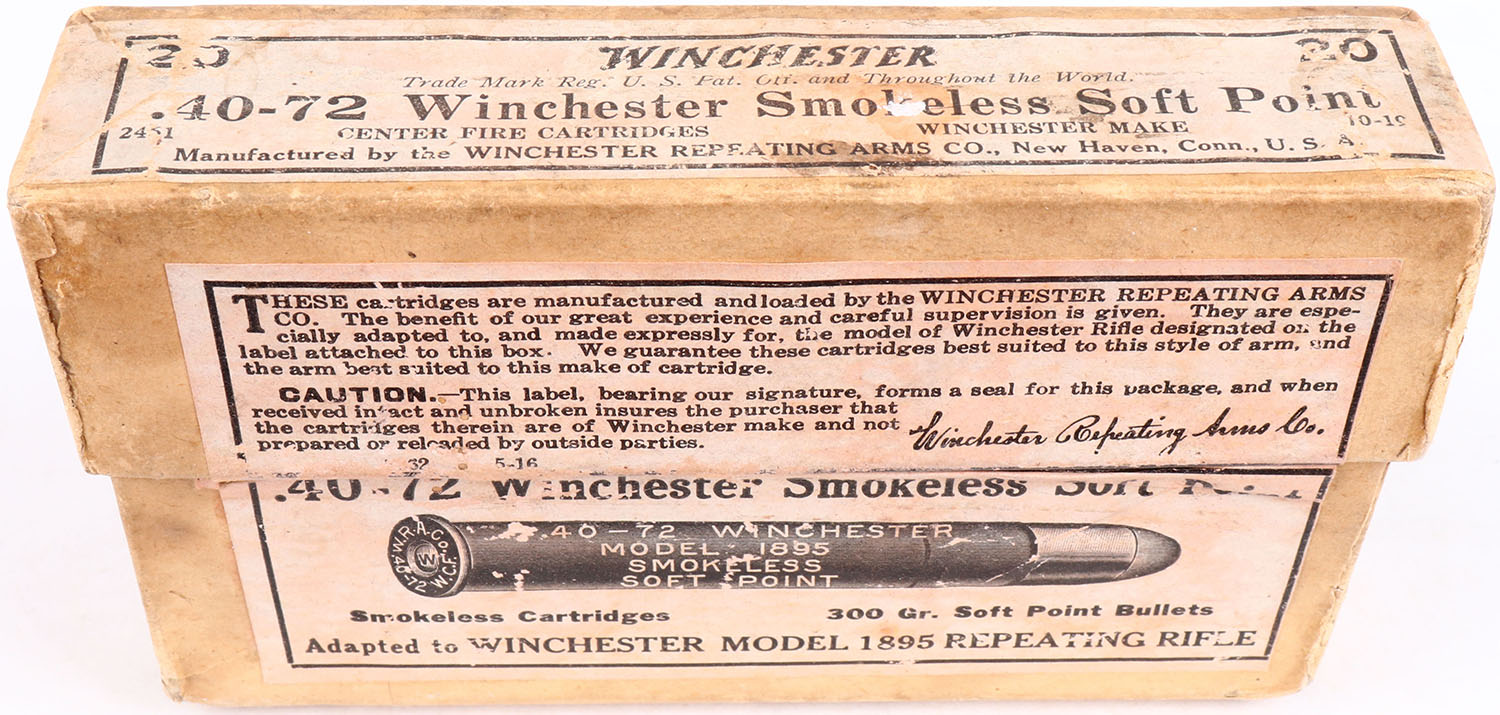 20 WINCHESTER 20
Trade Mark Reg. U. S. Pat. Off. and Throughout the World.
.40-72 Winchester Smokeless Soft Point
2451 CENTER FIRE CARTRIDGES WINCHESTER MAKE 10-19
Manufactured by the WINCHESTER REPEATING ARMS CO., New Haven, Conn., U. S. A.
THESE cartridges are manufactured and loaded by the WINCHESTER REPEATING ARMS
CO. The benefit of our great experience and careful supervision is given. They are espe-
cially adapted to, and made expressly for, the model of Winchester Rifle designated on the
label attached to this box. We guarantee these cartridges best suited to this style of arm, and
the arm best suited to this make of cartridge.
CAUTION.—This label, bearing our signature, forms a seal for this package, and when
received intact and unbroken insures the purchaser that
the cartridges therein are of Winchester make and not
prepared or reloaded by outside parties.
Winchester Repeating Arms Co.
32 5-16
.40-72 Winchester Smokeless Soft Point
W.R.A.Co.
W
40-72 W.C.F.
.40-72 WINCHESTER
MODEL 1895
SMOKELESS
SOFT POINT
Smokeless Cartridges 300 Gr. Soft Point Bullets
Adapted to WINCHESTER MODEL 1895 REPEATING RIFLE